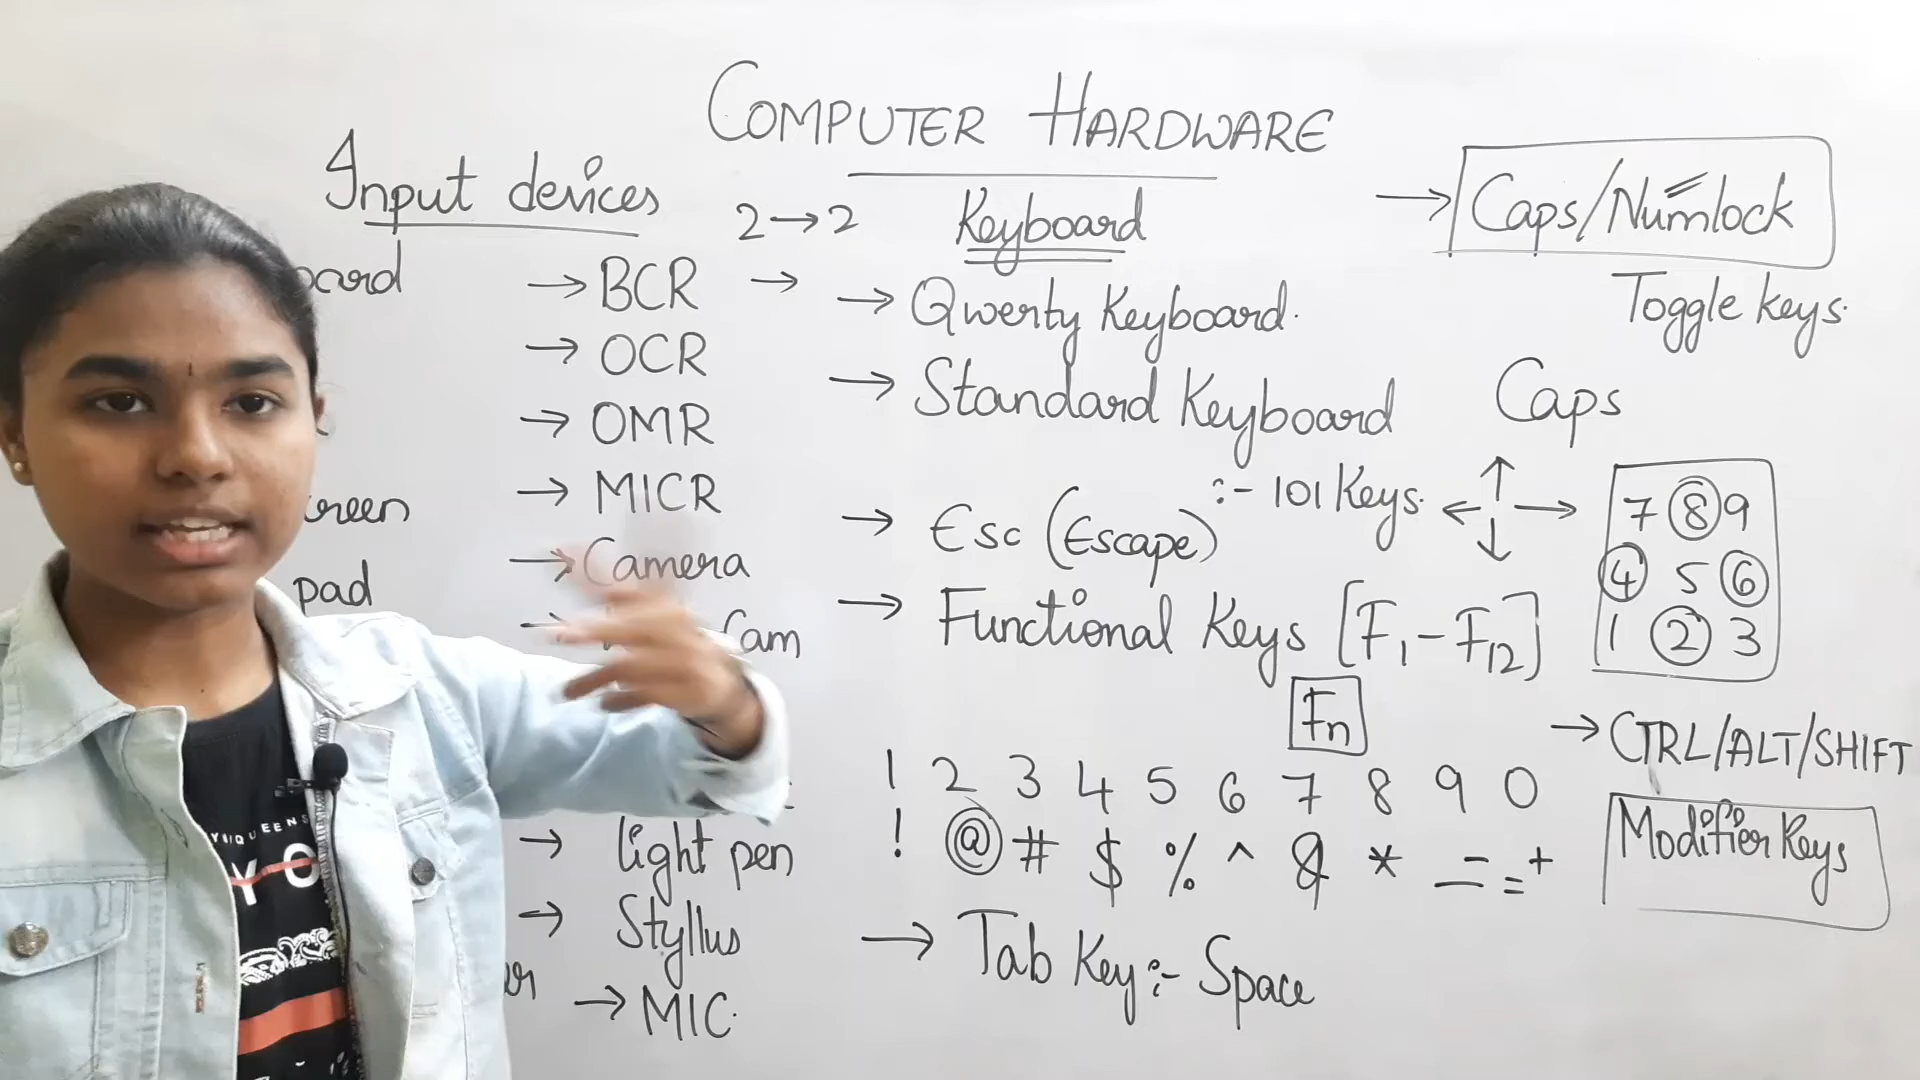 COMPUTER HARDWARE
Input devices
card
→ BCR
→ OCR
→ OMR
reen
→ MICR
pad
→ Camera
→ Cam
→ light pen
→ Styllus
er
→ MIC.
2→2
Keyboard
→ → Qwerty Keyboard.
→ Standard Keyboard
:- 101 Keys.
→ Esc (Escape)
→ Functional Keys [F1-F12]
Fn
1 2 3 4 5 6 7 8 9 0
! @ # $ % ^ & * - = +
→ Tab Key:- Space
→ Caps/Numlock
Toggle keys.
Caps
↑
← →
↓
7 8 9
4 5 6
1 2 3
→ CTRL/ALT/SHIFT
Modifier Keys